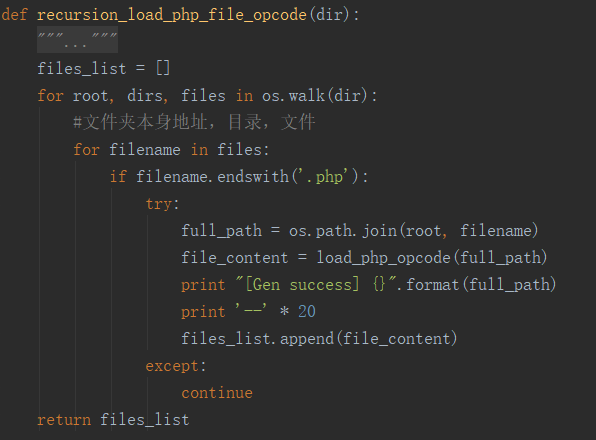 def recursion_load_php_file_opcode(dir):
    """..."""
    files_list = []
    for root, dirs, files in os.walk(dir):
        #文件夹本身地址，目录，文件
        for filename in files:
            if filename.endswith('.php'):
                try:
                    full_path = os.path.join(root, filename)
                    file_content = load_php_opcode(full_path)
                    print "[Gen success] {}".format(full_path)
                    print '--' * 20
                    files_list.append(file_content)
                except:
                    continue
    return files_list